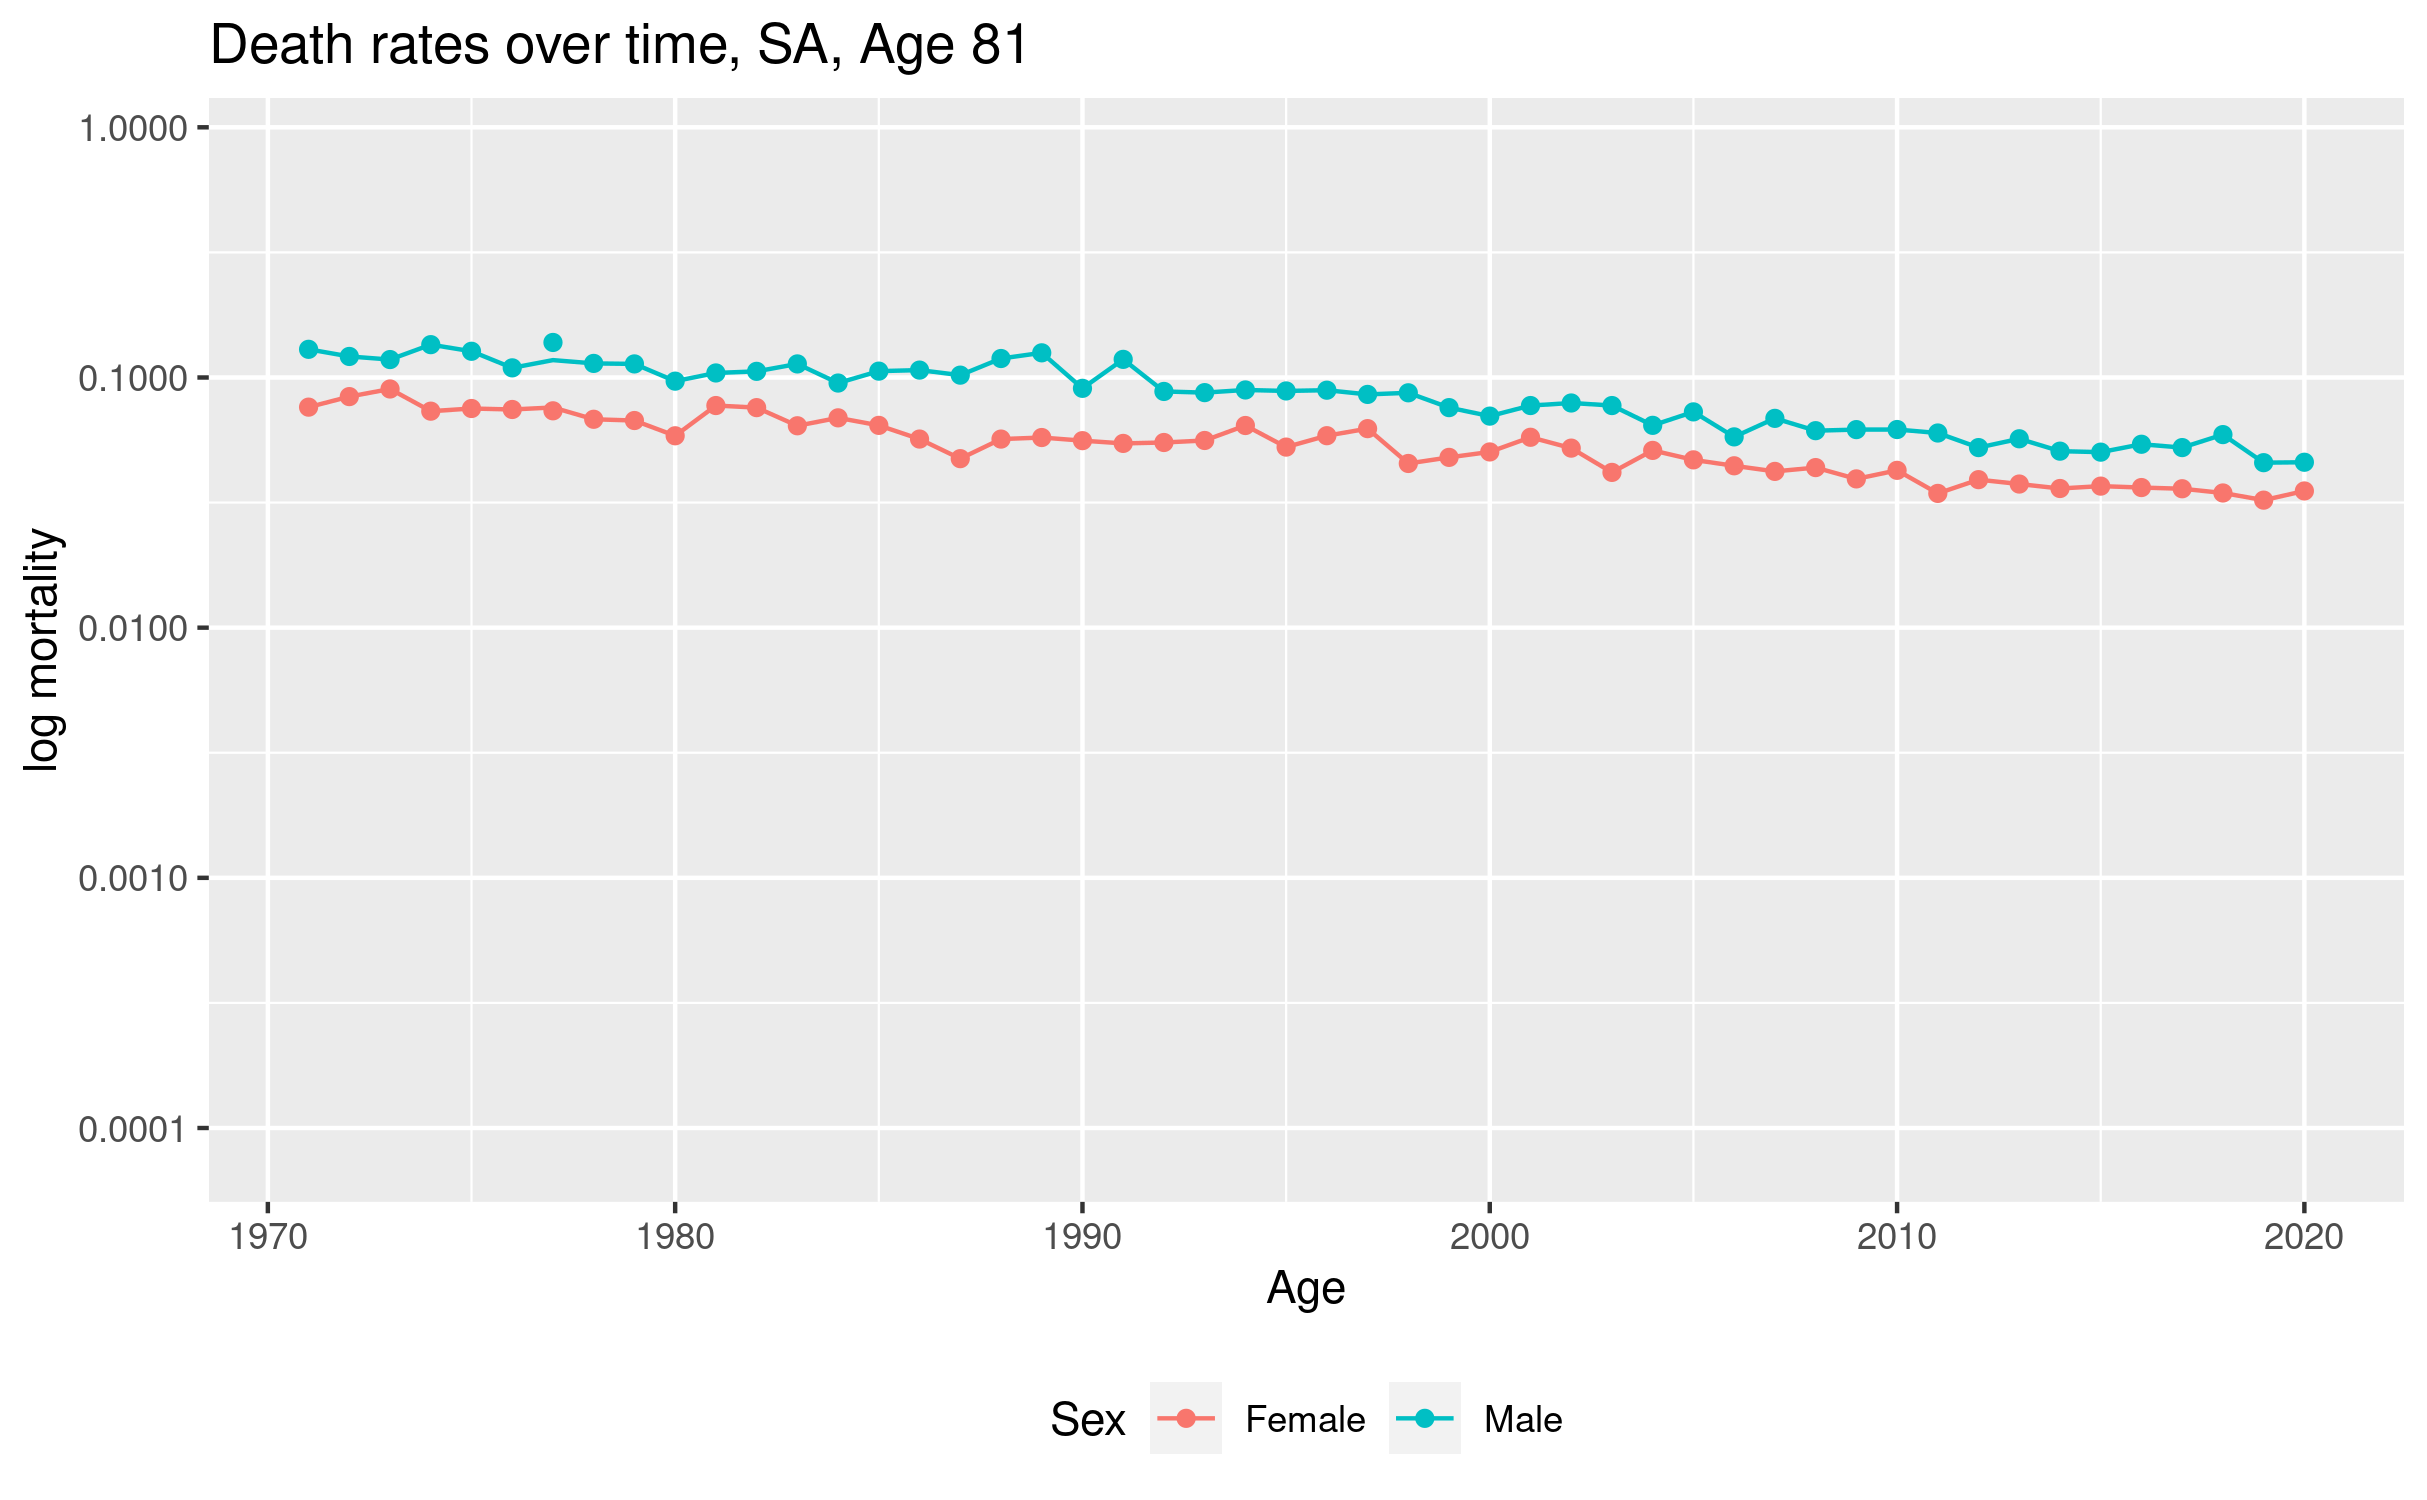 Death rates over time, SA, Age 81
log mortality
1.0000
0.1000
0.0100
0.0010
0.0001
1970 1980 1990 2000 2010 2020
Age
Sex Female Male